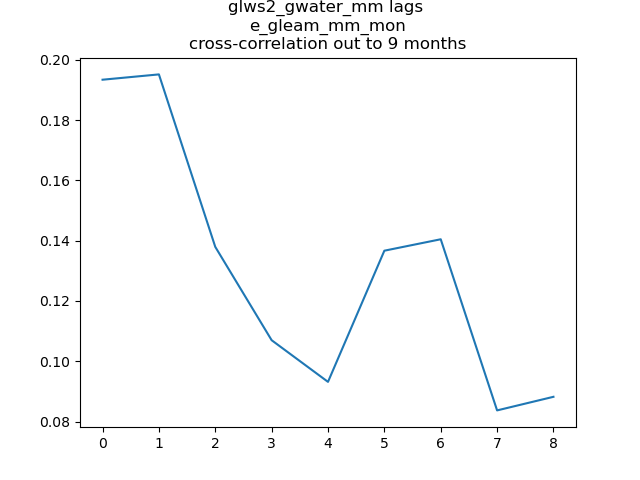 glws2_gwater_mm lags
e_gleam_mm_mon
cross-correlation out to 9 months
0.20
0.18
0.16
0.14
0.12
0.10
0.08
0 1 2 3 4 5 6 7 8